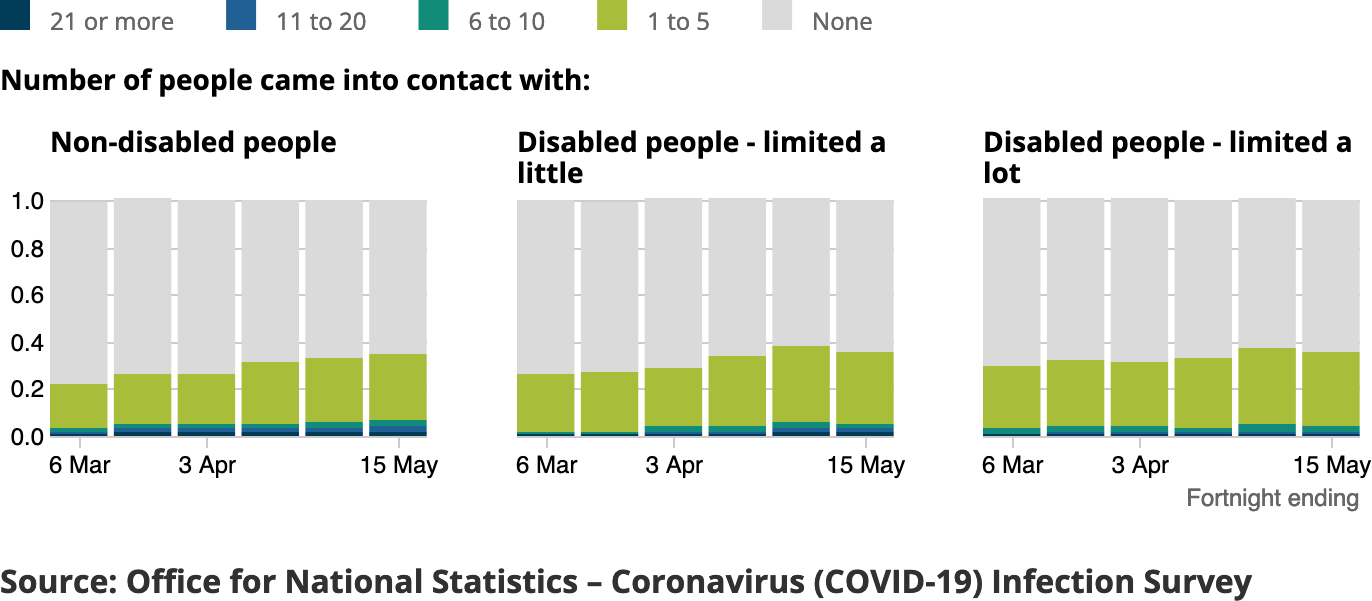 21 or more 11 to 20 6 to 10 1 to 5 None
Number of people came into contact with:
Non-disabled people
Disabled people - limited a
little
Disabled people - limited a
lot
1.0
0.8
0.6
0.4
0.2
0.0
6 Mar 3 Apr 15 May
6 Mar 3 Apr 15 May
6 Mar 3 Apr 15 May
Fortnight ending
Source: Office for National Statistics – Coronavirus (COVID-19) Infection Survey